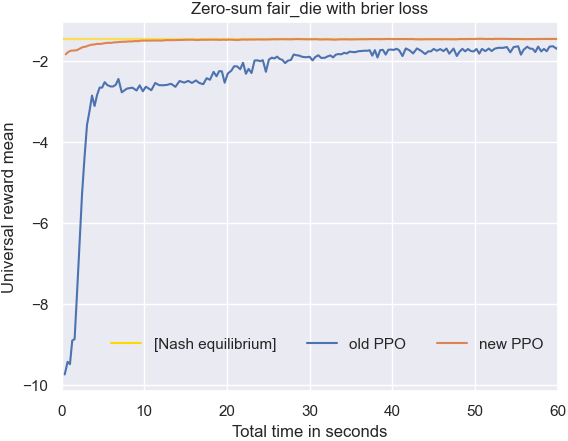 Zero-sum fair_die with brier loss
Universal reward mean
−2
−4
−6
−8
−10
[Nash equilibrium] old PPO new PPO
0 10 20 30 40 50 60
Total time in seconds